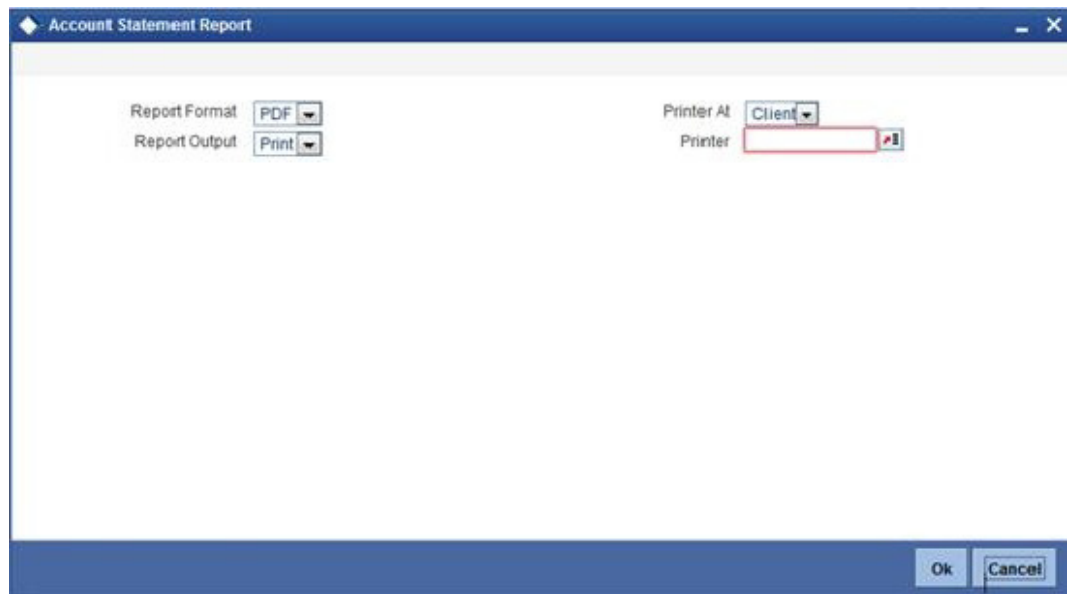 Account Statement Report
Report Format PDF
Printer At Client
Report Output Print
Printer
Ok
Cancel